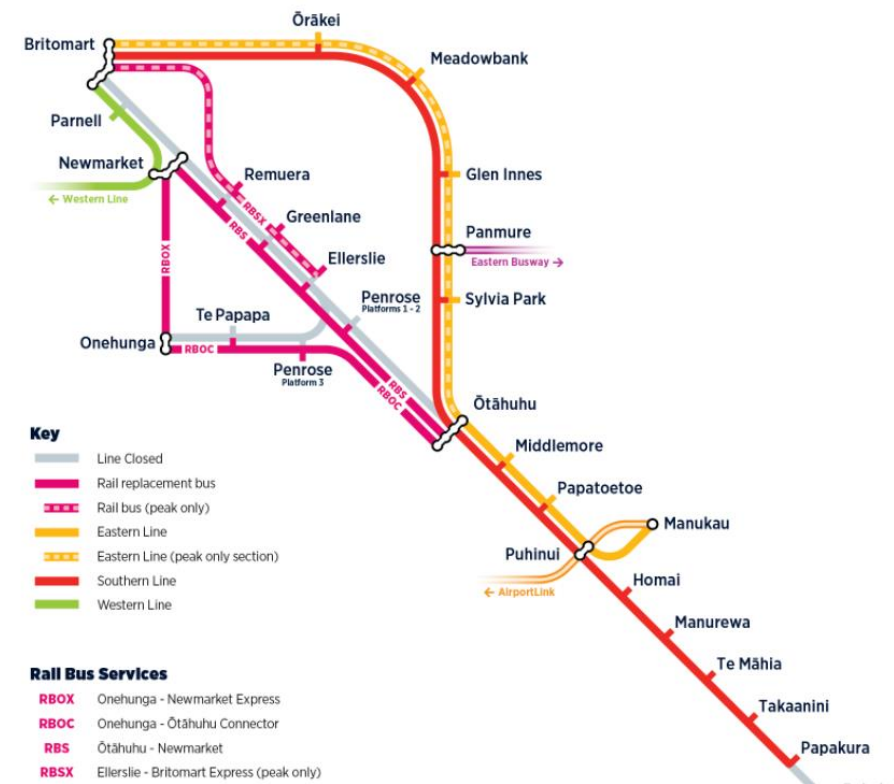 Ōrākei
Britomart
Meadowbank
Parnell
Newmarket
← Western Line
Remuera
RBSX
Greenlane
RBS
Ellerslie
RBOX
Glen Innes
Panmure
Eastern Busway →
Sylvia Park
Penrose
Platforms 1 - 2
Te Papapa
Onehunga
RBOC
Penrose
Platform 3
RBS
RBOC
Ōtāhuhu
Middlemore
Papatoetoe
Manukau
Puhinui
← AirportLink
Homai
Manurewa
Te Māhia
Takaanini
Papakura
Key
Line Closed
Rail replacement bus
Rail bus (peak only)
Eastern Line
Eastern Line (peak only section)
Southern Line
Western Line
Rail Bus Services
RBOX Onehunga - Newmarket Express
RBOC Onehunga - Ōtāhuhu Connector
RBS Ōtāhuhu - Newmarket
RBSX Ellerslie - Britomart Express (peak only)